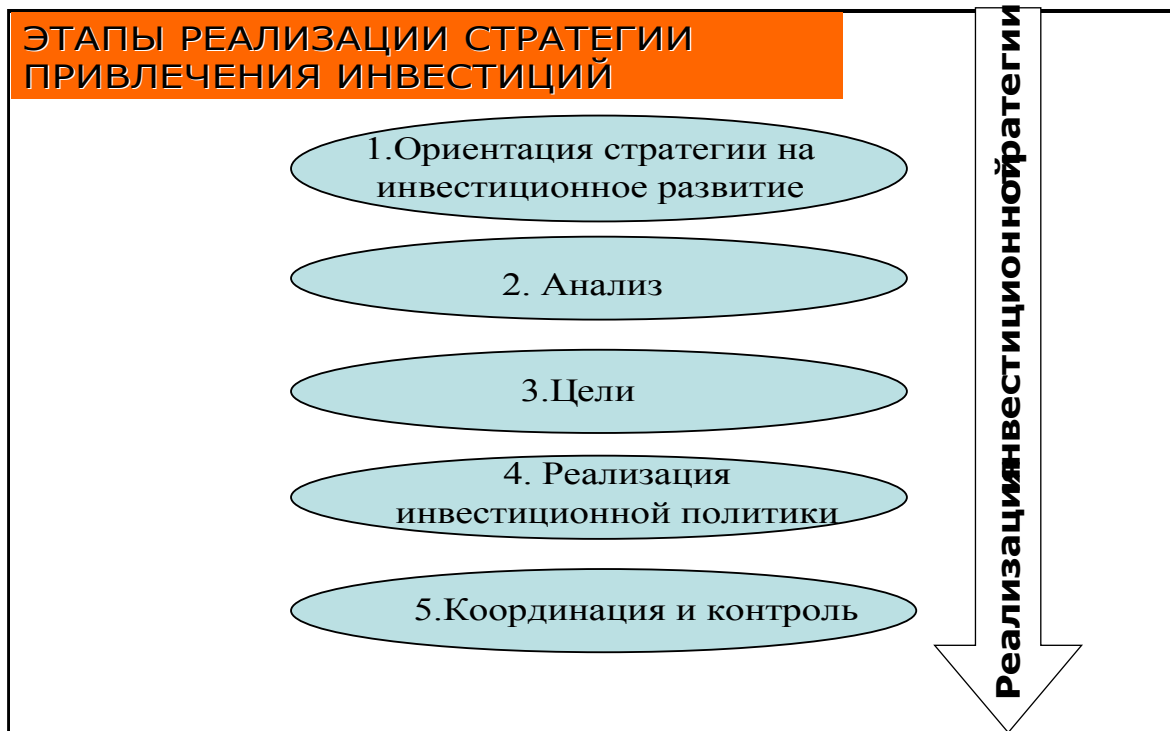 ЭТАПЫ РЕАЛИЗАЦИИ СТРАТЕГИИ
ПРИВЛЕЧЕНИЯ ИНВЕСТИЦИЙ
1.Ориентация стратегии на
инвестиционное развитие
2. Анализ
3.Цели
4. Реализация
инвестиционной политики
5.Координация и контроль
Реализация инвестиционной стратегии